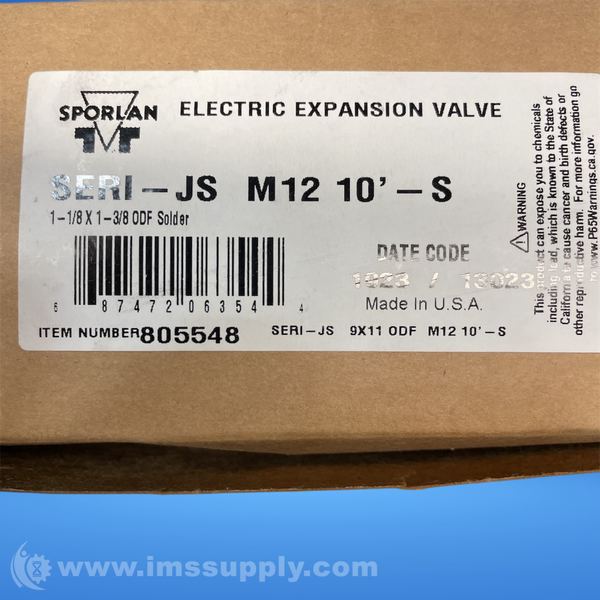 SPORLAN
ELECTRIC EXPANSION VALVE
SERI-JS M12 10'-S
1-1/8 X 1-3/8 ODF Solder
DATE CODE
1923 / 13023
Made in U.S.A.
6 87472 06354 4
ITEM NUMBER 805548
SERI-JS 9X11 ODF M12 10'-S
⚠WARNING
This product can expose you to chemicals
including lead, which is known to the State of
California to cause cancer and birth defects or
other reproductive harm. For more information go
to www.P65Warnings.ca.gov.
www.imssupply.com